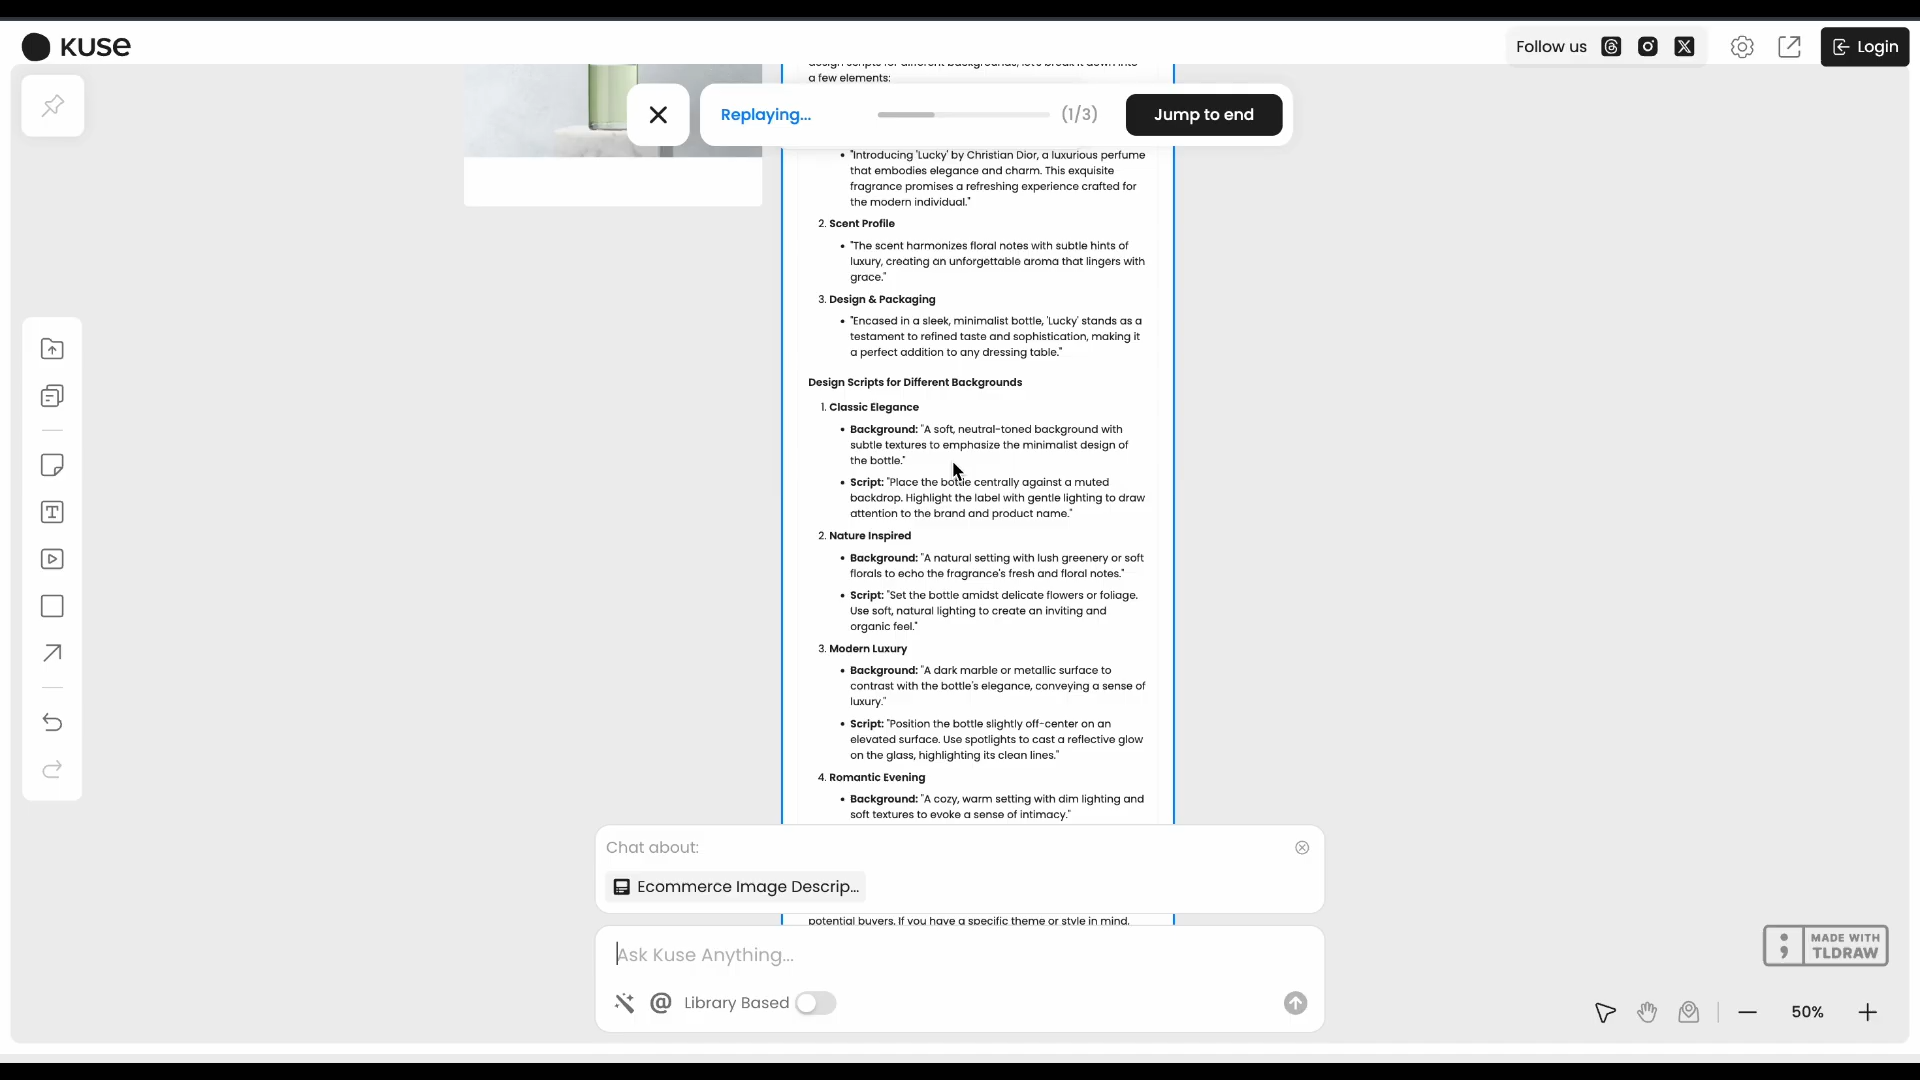 KUSE
Follow us
Login
design scripts for different backgrounds, let's break it down into
a few elements:
Replaying...
(1/3)
Jump to end
• "Introducing 'Lucky' by Christian Dior, a luxurious perfume
that embodies elegance and charm. This exquisite
fragrance promises a refreshing experience crafted for
the modern individual."
2. Scent Profile
• "The scent harmonizes floral notes with subtle hints of
luxury, creating an unforgettable aroma that lingers with
grace."
3. Design & Packaging
• "Encased in a sleek, minimalist bottle, 'Lucky' stands as a
testament to refined taste and sophistication, making it
a perfect addition to any dressing table."
Design Scripts for Different Backgrounds
1. Classic Elegance
• Background: "A soft, neutral-toned background with
subtle textures to emphasize the minimalist design of
the bottle."
• Script: "Place the bottle centrally against a muted
backdrop. Highlight the label with gentle lighting to draw
attention to the brand and product name."
2. Nature Inspired
• Background: "A natural setting with lush greenery or soft
florals to echo the fragrance's fresh and floral notes."
• Script: "Set the bottle amidst delicate flowers or foliage.
Use soft, natural lighting to create an inviting and
organic feel."
3. Modern Luxury
• Background: "A dark marble or metallic surface to
contrast with the bottle's elegance, conveying a sense of
luxury."
• Script: "Position the bottle slightly off-center on an
elevated surface. Use spotlights to cast a reflective glow
on the glass, highlighting its clean lines."
4. Romantic Evening
• Background: "A cozy, warm setting with dim lighting and
soft textures to evoke a sense of intimacy."
Chat about:
Ecommerce Image Descrip...
potential buyers. If you have a specific theme or style in mind,
Ask Kuse Anything...
@ Library Based
MADE WITH
TLDRAW
50%